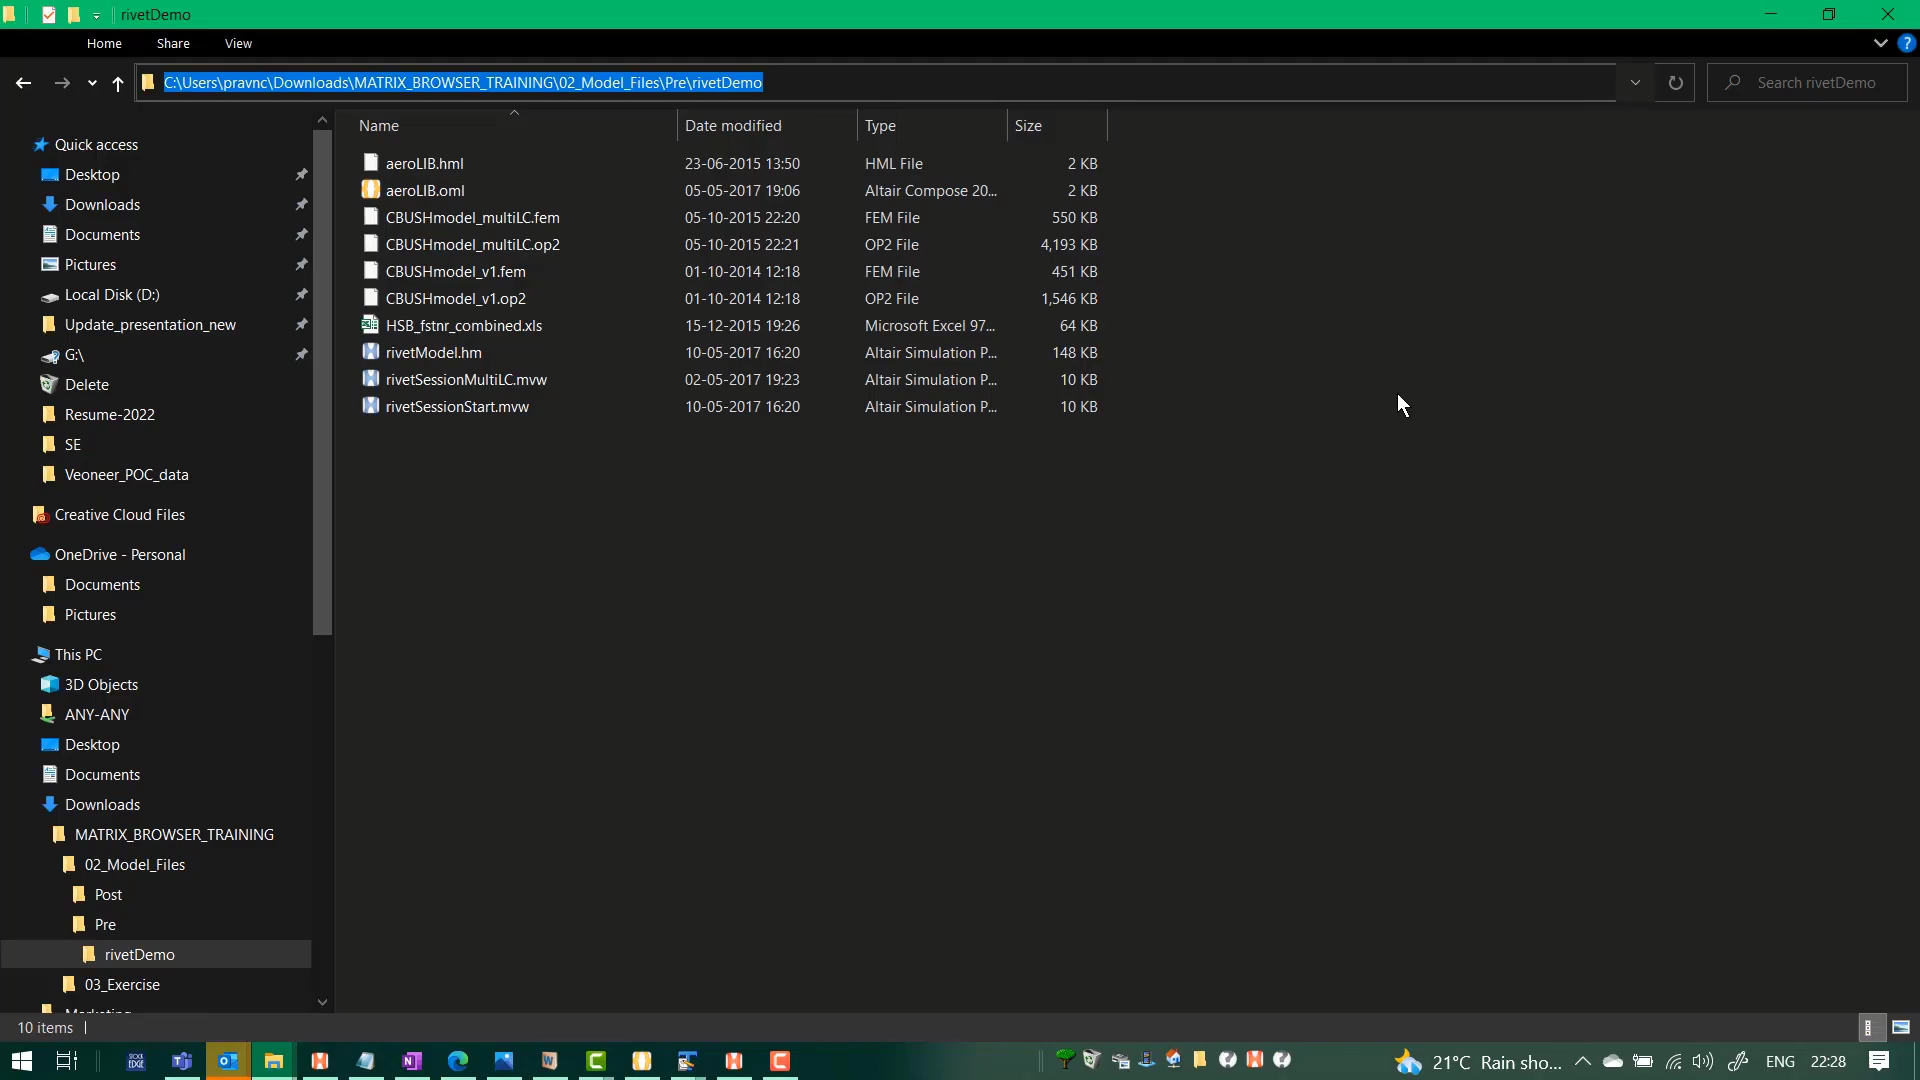 rivetDemo
Home Share View
C:\Users\pravnc\Downloads\MATRIX_BROWSER_TRAINING\02_Model_Files\Pre\rivetDemo
Search rivetDemo
Name Date modified Type Size
aeroLIB.hml 23-06-2015 13:50 HML File 2 KB
aeroLIB.oml 05-05-2017 19:06 Altair Compose 20... 2 KB
CBUSHmodel_multiLC.fem 05-10-2015 22:20 FEM File 550 KB
CBUSHmodel_multiLC.op2 05-10-2015 22:21 OP2 File 4,193 KB
CBUSHmodel_v1.fem 01-10-2014 12:18 FEM File 451 KB
CBUSHmodel_v1.op2 01-10-2014 12:18 OP2 File 1,546 KB
HSB_fstnr_combined.xls 15-12-2015 19:26 Microsoft Excel 97... 64 KB
rivetModel.hm 10-05-2017 16:20 Altair Simulation P... 148 KB
rivetSessionMultiLC.mvw 02-05-2017 19:23 Altair Simulation P... 10 KB
rivetSessionStart.mvw 10-05-2017 16:20 Altair Simulation P... 10 KB
Quick access
Desktop
Downloads
Documents
Pictures
Local Disk (D:)
Update_presentation_new
G:\
Delete
Resume-2022
SE
Veoneer_POC_data
Creative Cloud Files
OneDrive - Personal
Documents
Pictures
This PC
3D Objects
ANY-ANY
Desktop
Documents
Downloads
MATRIX_BROWSER_TRAINING
02_Model_Files
Post
Pre
rivetDemo
03_Exercise
10 items
21°C Rain sho... ENG 22:28